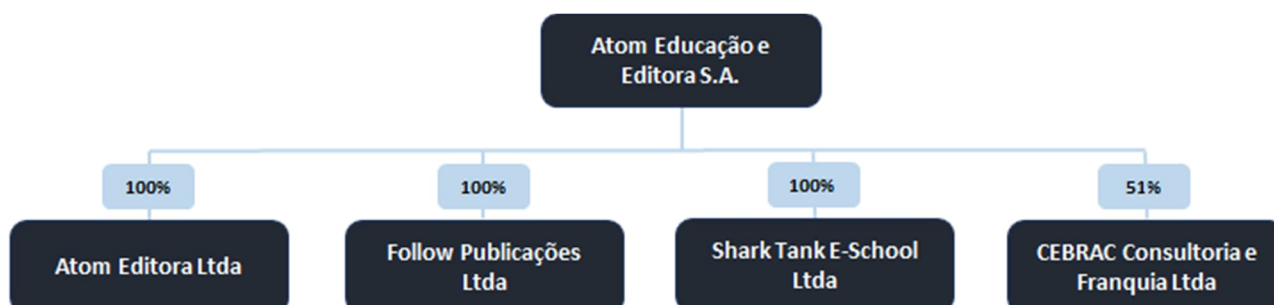 Atom Educação e
Editora S.A.
100%
100%
100%
51%
Atom Editora Ltda
Follow Publicações
Ltda
Shark Tank E-School
Ltda
CEBRAC Consultoria e
Franquia Ltda